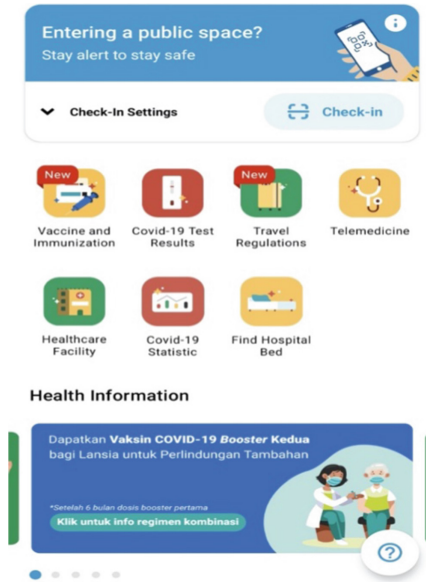 Entering a public space?
Stay alert to stay safe
Check-In Settings
Check-in
New
New
Vaccine and
Immunization
Covid-19 Test
Results
Travel
Regulations
Telemedicine
Healthcare
Facility
Covid-19
Statistic
Find Hospital
Bed
Health Information
Dapatkan Vaksin COVID-19 Booster Kedua
bagi Lansia untuk Perlindungan Tambahan
*Setelah 6 bulan dosis booster pertama
Klik untuk info regimen kombinasi